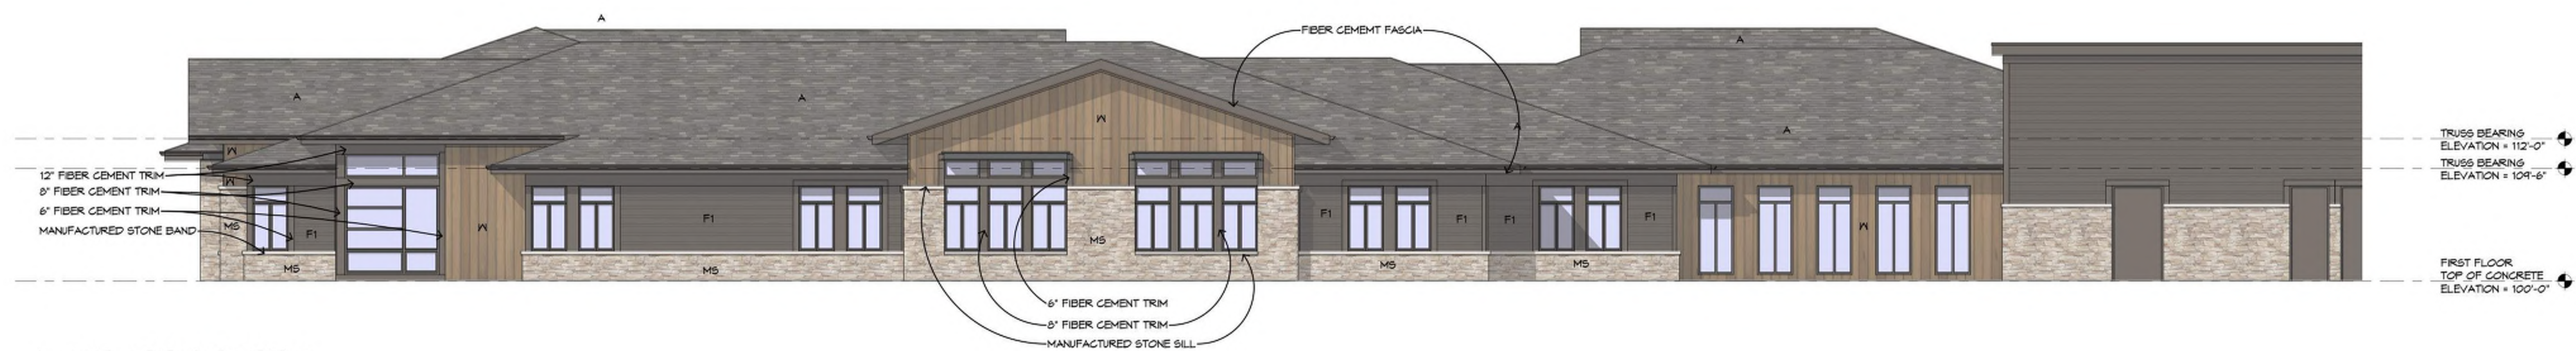 A
FIBER CEMEMT FASCIA
A
A
A
W
A
A
TRUSS BEARING
ELEVATION = 112'-0"
TRUSS BEARING
ELEVATION = 109'-6"
W
12" FIBER CEMENT TRIM
W
8" FIBER CEMENT TRIM
6" FIBER CEMENT TRIM
MANUFACTURED STONE BAND
MS
F1
W
F1
MS
F1
F1
F1
F1
W
MS
MS
MS
MS
FIRST FLOOR
TOP OF CONCRETE
ELEVATION = 100'-0"
6" FIBER CEMENT TRIM
8" FIBER CEMENT TRIM
MANUFACTURED STONE SILL